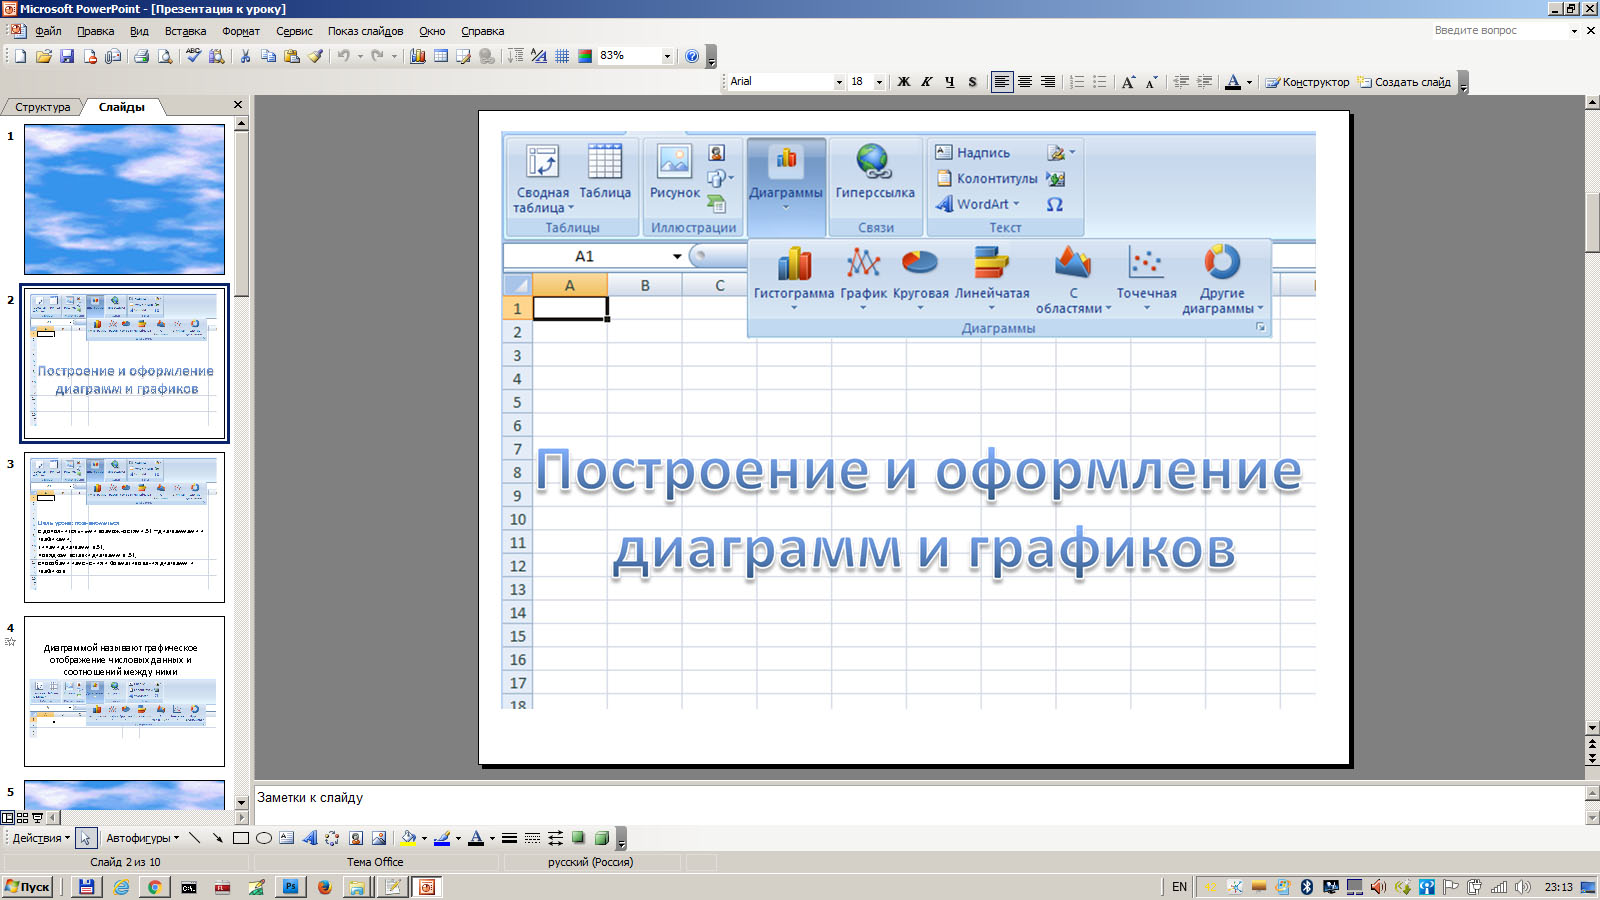 Microsoft PowerPoint - [Презентация к уроку]
Файл Правка Вид Вставка Формат Сервис Показ слайдов Окно Справка
Введите вопрос
83%
Arial 18 Ж К Ч S Конструктор Создать слайд
Структура Слайды
1
2
Построение и оформление
диаграмм и графиков
3
Цель урока: познакомиться
4
Диаграммой называют графическое
отображение числовых данных и
соотношений между ними
5
Сводная таблица Таблица Рисунок Диаграммы Гиперссылка Надпись
Колонтитулы
WordArt
Таблицы Иллюстрации Связи Текст
A1
A B C
Гистограмма График Круговая Линейчатая С областями Точечная Другие диаграммы
Диаграммы
1
2
3
4
5
6
7
8
9
10
11
12
13
14
15
16
17
18
Построение и оформление
диаграмм и графиков
Заметки к слайду
Действия Автофигуры
Слайд 2 из 10 Тема Office русский (Россия)
Пуск EN 23:13